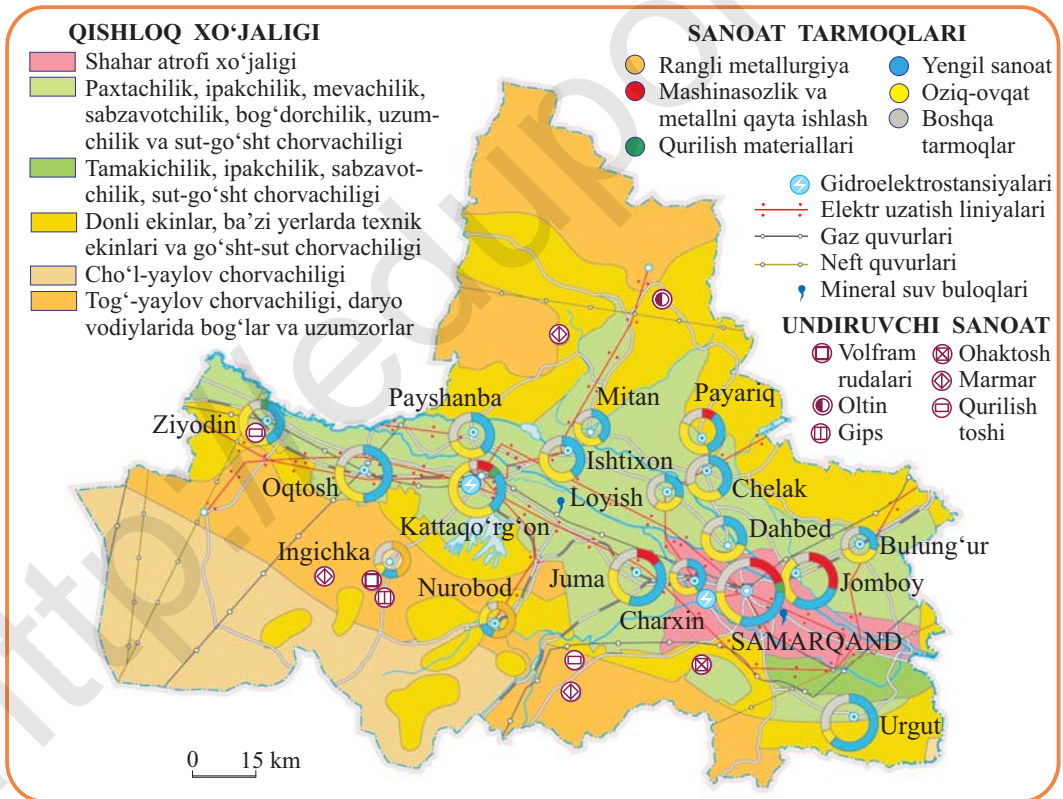 QISHLOQ XO‘JALIGI
Shahar atrofi xo‘jaligi
Paxtachilik, ipakchilik, mevachilik,
sabzavotchilik, bog‘dorchilik, uzum-
chilik va sut-go‘sht chorvachiligi
Tamakichilik, ipakchilik, sabzavot-
chilik, sut-go‘sht chorvachiligi
Donli ekinlar, ba’zi yerlarda texnik
ekinlari va go‘sht-sut chorvachiligi
Cho‘l-yaylov chorvachiligi
Tog‘-yaylov chorvachiligi, daryo
vodiylarida bog‘lar va uzumzorlar
SANOAT TARMOQLARI
Rangli metallurgiya
Mashinasozlik va
metallni qayta ishlash
Qurilish materiallari
Yengil sanoat
Oziq-ovqat
Boshqa
tarmoqlar
Gidroelektrostansiyalari
Elektr uzatish liniyalari
Gaz quvurlari
Neft quvurlari
Mineral suv buloqlari
UNDIRUVCHI SANOAT
Volfram
rudalari
Oltin
Gips
Ohaktosh
Marmar
Qurilish
toshi
Payshanba
Mitan
Payariq
Ziyodin
Ishtixon
Oqtosh
Loyish
Chelak
Kattaqo‘rg‘on
Dahbed
Ingichka
Bulung‘ur
Nurobod
Juma
Jomboy
Charxin
SAMARQAND
Urgut
0 15 km